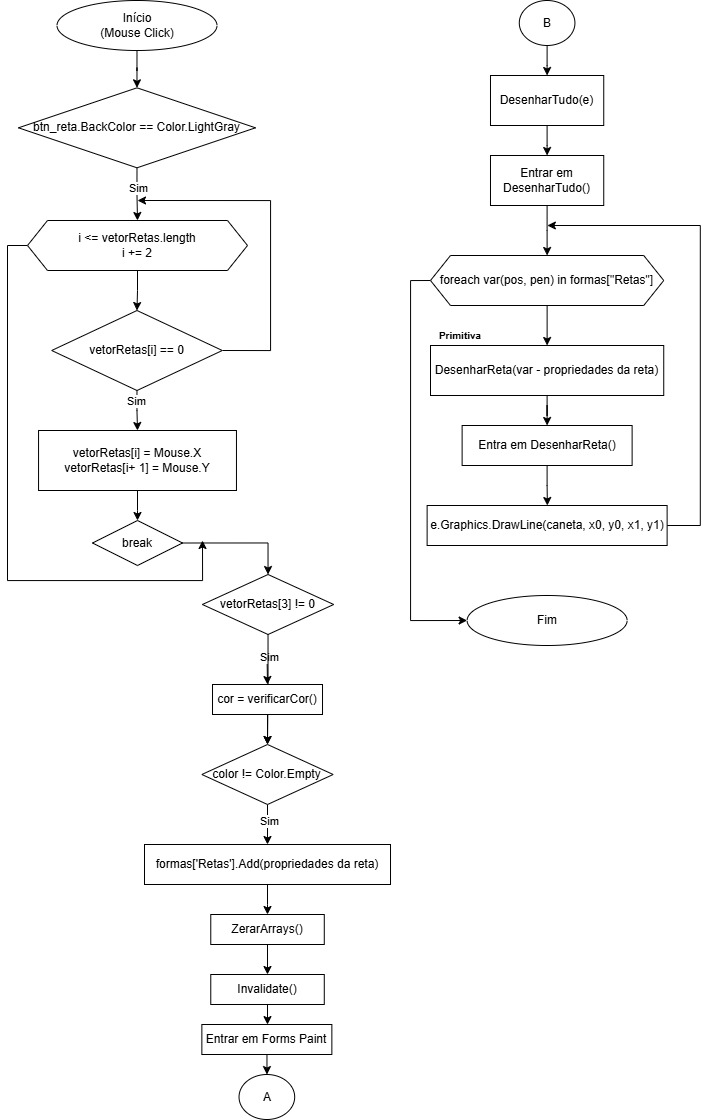 Início
(Mouse Click)
btn_reta.BackColor == Color.LightGray
Sim
i <= vetorRetas.length
i += 2
vetorRetas[i] == 0
Sim
vetorRetas[i] = Mouse.X
vetorRetas[i+ 1] = Mouse.Y
break
vetorRetas[3] != 0
Sim
cor = verificarCor()
color != Color.Empty
Sim
formas['Retas'].Add(propriedades da reta)
ZerarArrays()
Invalidate()
Entrar em Forms Paint
A
B
DesenharTudo(e)
Entrar em
DesenharTudo()
foreach var(pos, pen) in formas["Retas"]
Primitiva
DesenharReta(var - propriedades da reta)
Entra em DesenharReta()
e.Graphics.DrawLine(caneta, x0, y0, x1, y1)
Fim